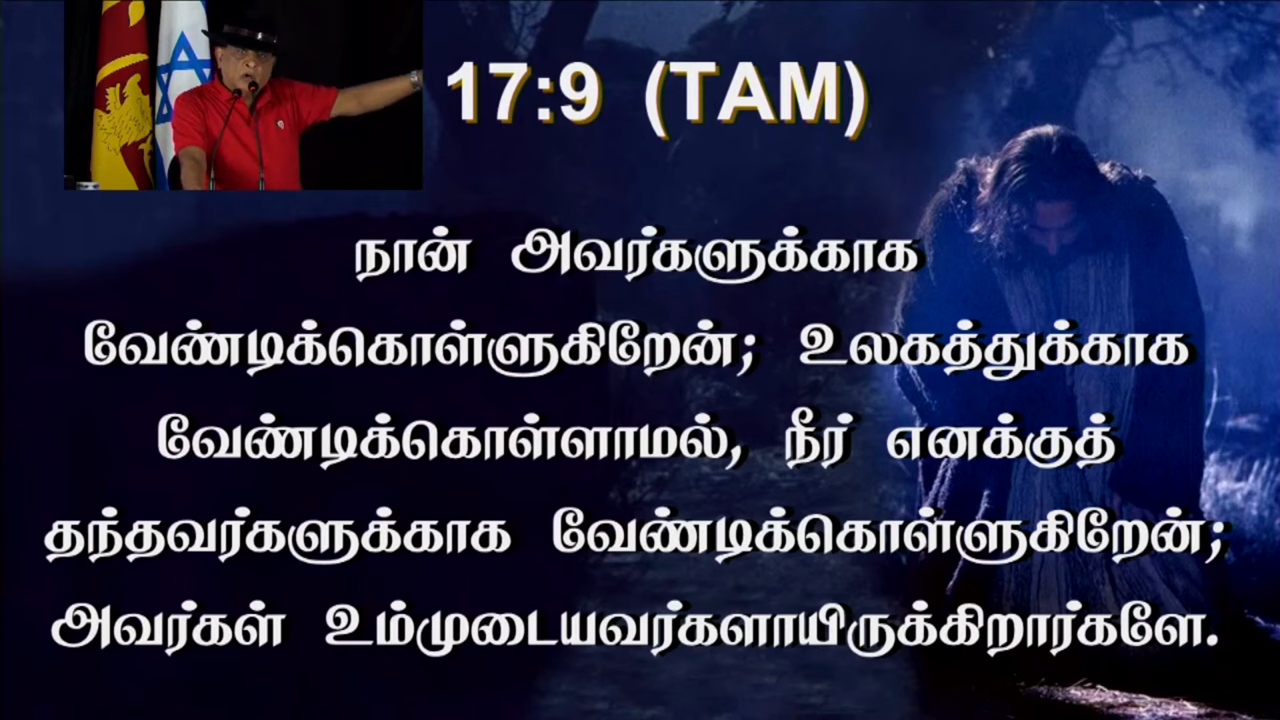 17:9 (TAM)
நான் அவர்களுக்காக
வேண்டிக்கொள்ளுகிறேன்; உலகத்துக்காக
வேண்டிக்கொள்ளாமல், நீர் எனக்குத்
தந்தவர்களுக்காக வேண்டிக்கொள்ளுகிறேன்;
அவர்கள் உம்முடையவர்களாயிருக்கிறார்களே.